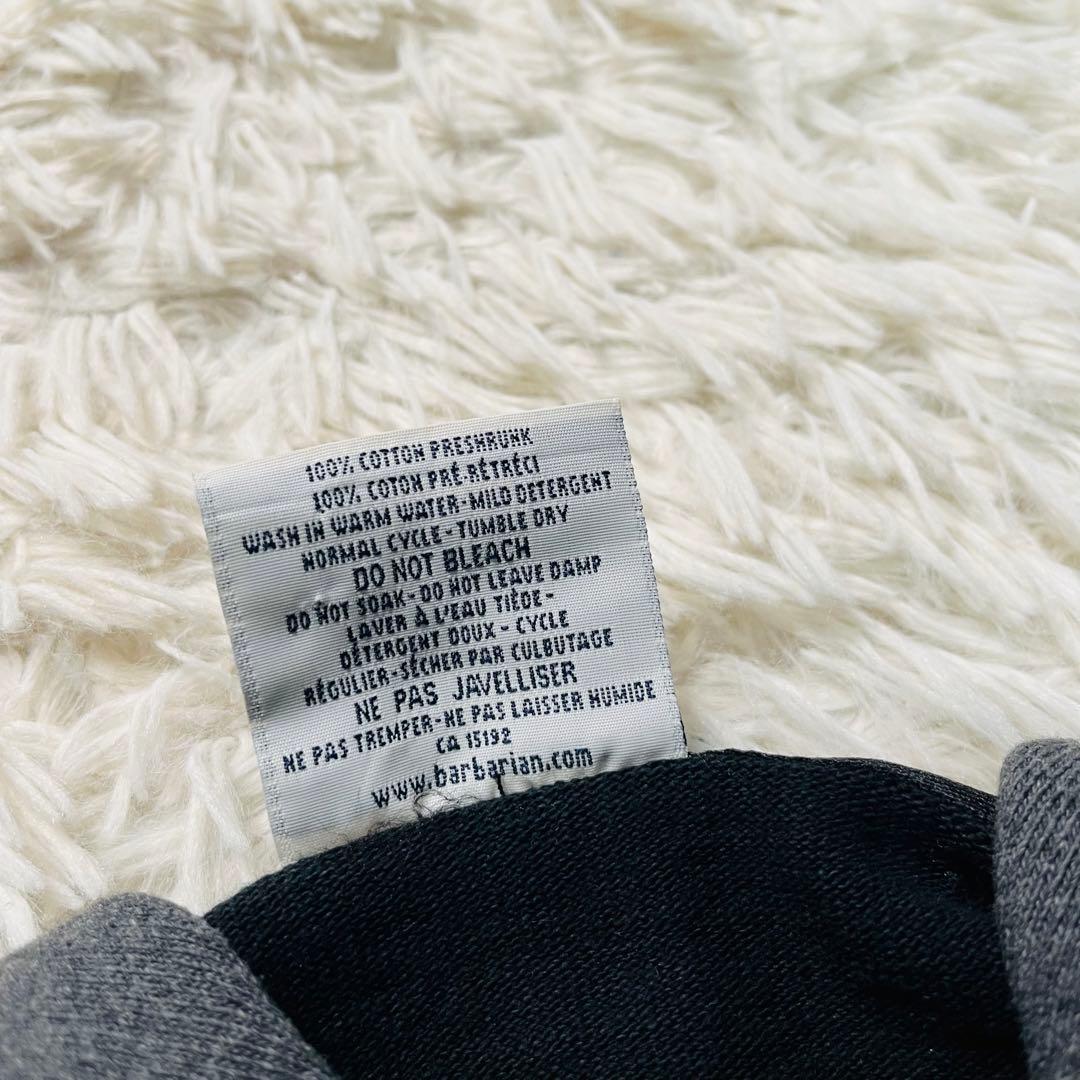 100% COTTON PRESHRUNK
100% COTON PRÉ-RÉTRÉCI
WASH IN WARM WATER-MILD DETERGENT
NORMAL CYCLE-TUMBLE DRY
DO NOT BLEACH
DO NOT SOAK-DO NOT LEAVE DAMP
LAVER À L'EAU TIÈDE-
DÉTERGENT DOUX-CYCLE
RÉGULIER-SÉCHER PAR CULBUTAGE
NE PAS JAVELLISER
NE PAS TREMPER-NE PAS LAISSER HUMIDE
CA 15192
www.barbarian.com